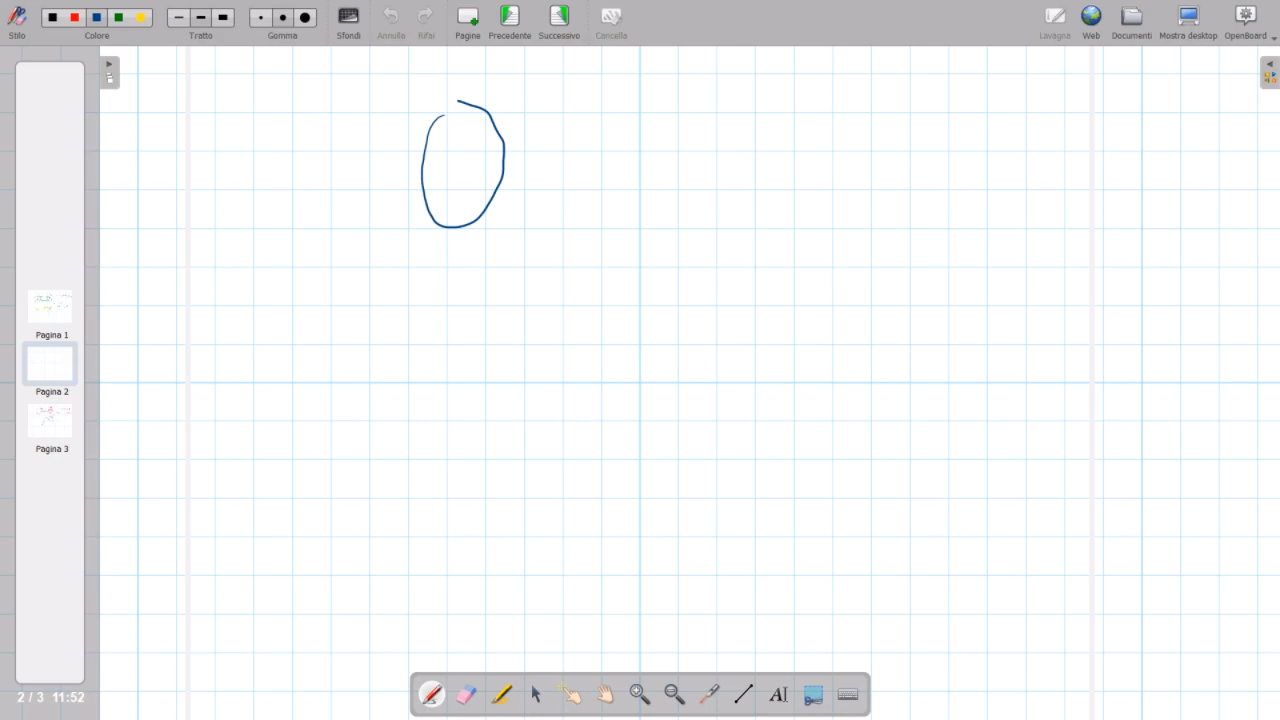 Stilo Colore Tratto Gomma Sfondi Annulla Rifai Pagine Precedente Successivo Cancella Lavagna Web Documenti Mostra desktop OpenBoard
Pagina 1
Pagina 2
Pagina 3
2 / 3 11:52
AI